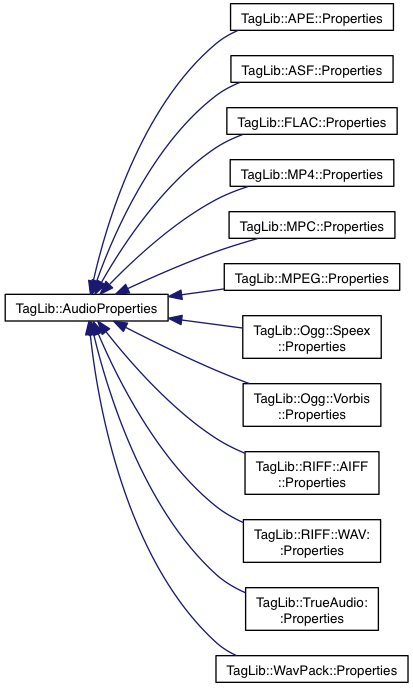 TagLib::APE::Properties
TagLib::ASF::Properties
TagLib::FLAC::Properties
TagLib::MP4::Properties
TagLib::MPC::Properties
TagLib::MPEG::Properties
TagLib::AudioProperties
TagLib::Ogg::Speex
::Properties
TagLib::Ogg::Vorbis
::Properties
TagLib::RIFF::AIFF
::Properties
TagLib::RIFF::WAV:
:Properties
TagLib::TrueAudio:
:Properties
TagLib::WavPack::Properties